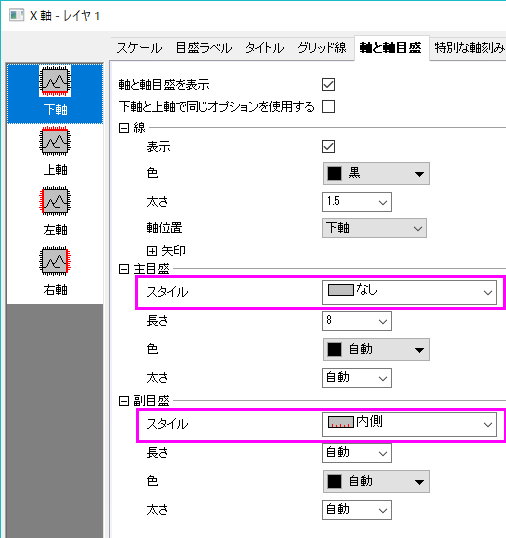 X 軸 - レイヤ 1
スケール 目盛ラベル タイトル グリッド線 軸と軸目盛 特別な軸刻み
下軸
上軸
左軸
右軸
軸と軸目盛を表示
下軸と上軸で同じオプションを使用する
線
表示
色 黒
太さ 1.5
軸位置 下軸
矢印
主目盛
スタイル なし
長さ 8
色 自動
太さ 自動
副目盛
スタイル 内側
長さ 自動
色 自動
太さ 自動